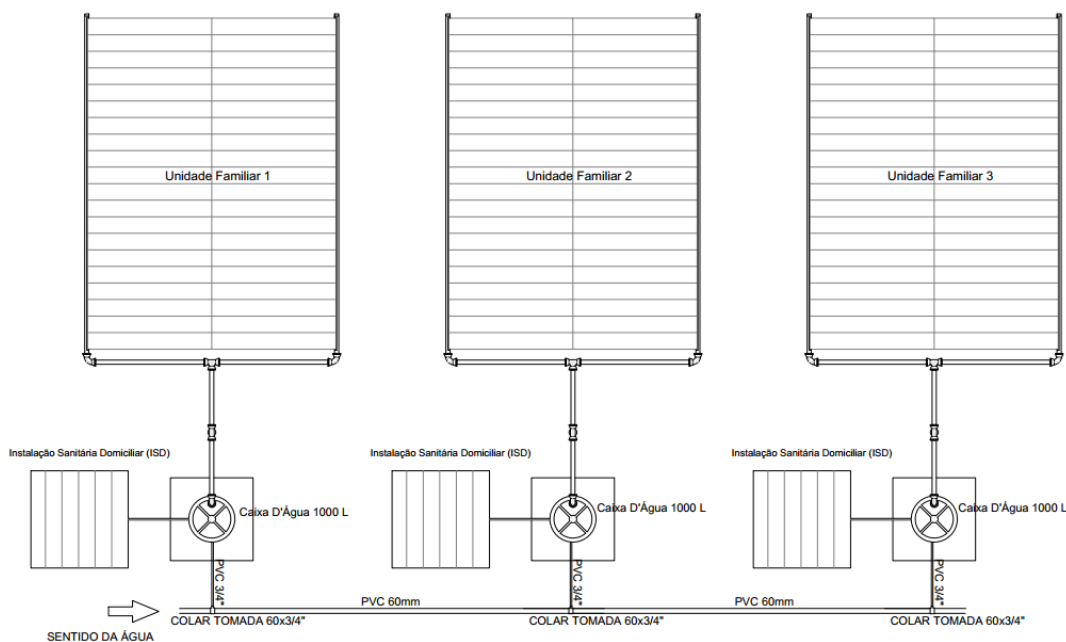 Unidade Familiar 1
Unidade Familiar 2
Unidade Familiar 3
Instalação Sanitária Domiciliar (ISD)
Instalação Sanitária Domiciliar (ISD)
Instalação Sanitária Domiciliar (ISD)
Caixa D'Água 1000 L
Caixa D'Água 1000 L
Caixa D'Água 1000 L
PVC 3/4"
PVC 3/4"
PVC 3/4"
PVC 60mm
PVC 60mm
COLAR TOMADA 60x3/4"
COLAR TOMADA 60x3/4"
COLAR TOMADA 60x3/4"
SENTIDO DA ÁGUA